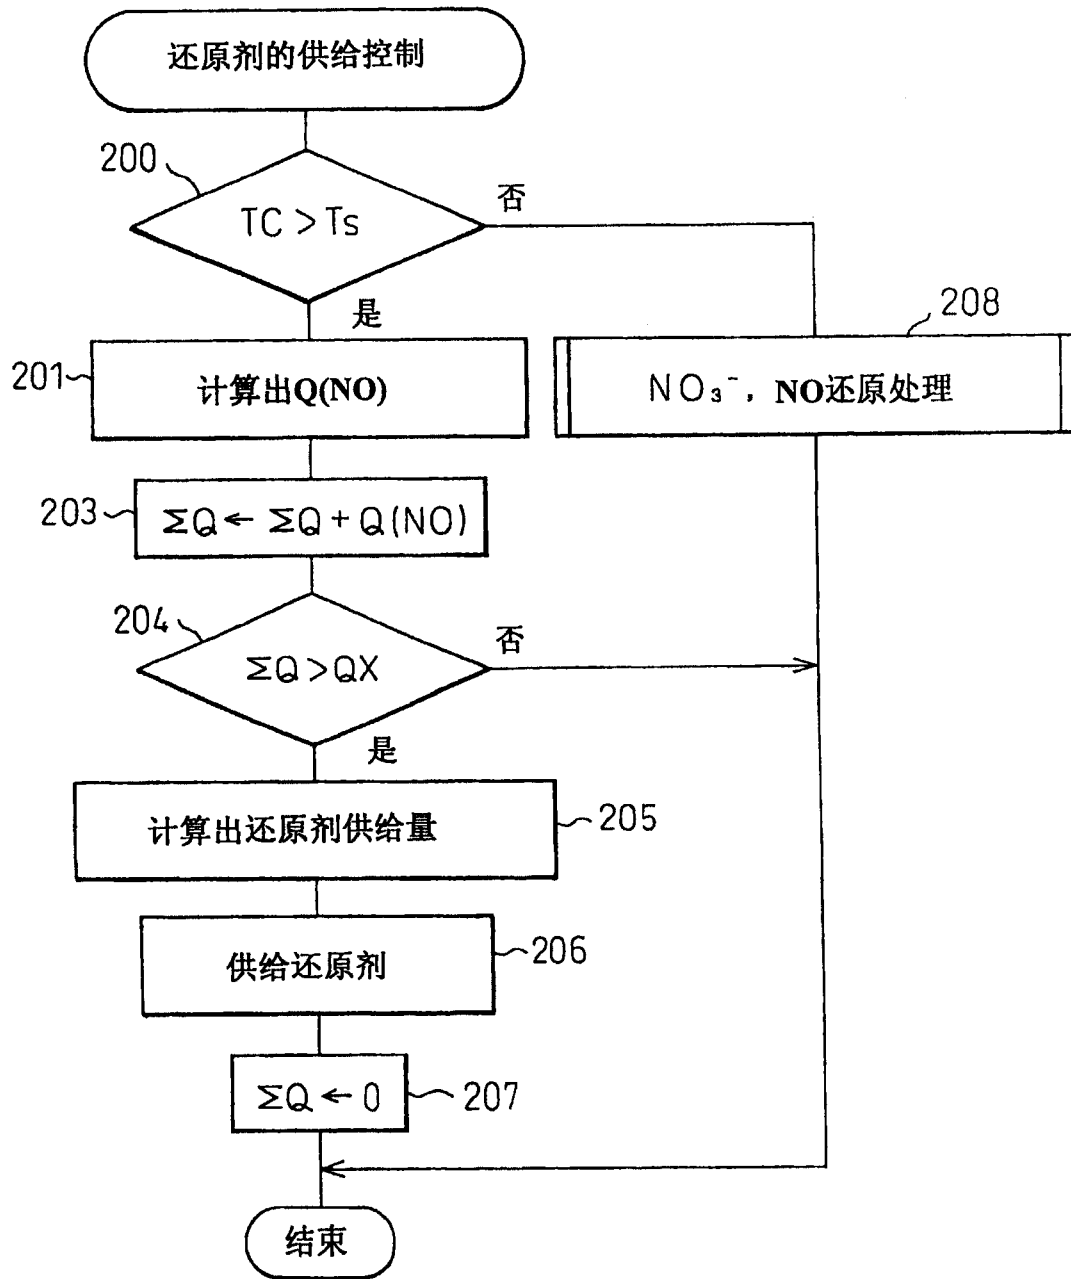 还原剂的供给控制
200
TC > Ts
否
是
208
201
计算出Q(NO)
NO₃⁻, NO还原处理
203
ΣQ ← ΣQ + Q(NO)
204
ΣQ > QX
否
是
计算出还原剂供给量
205
供给还原剂
206
ΣQ ← 0
207
结束